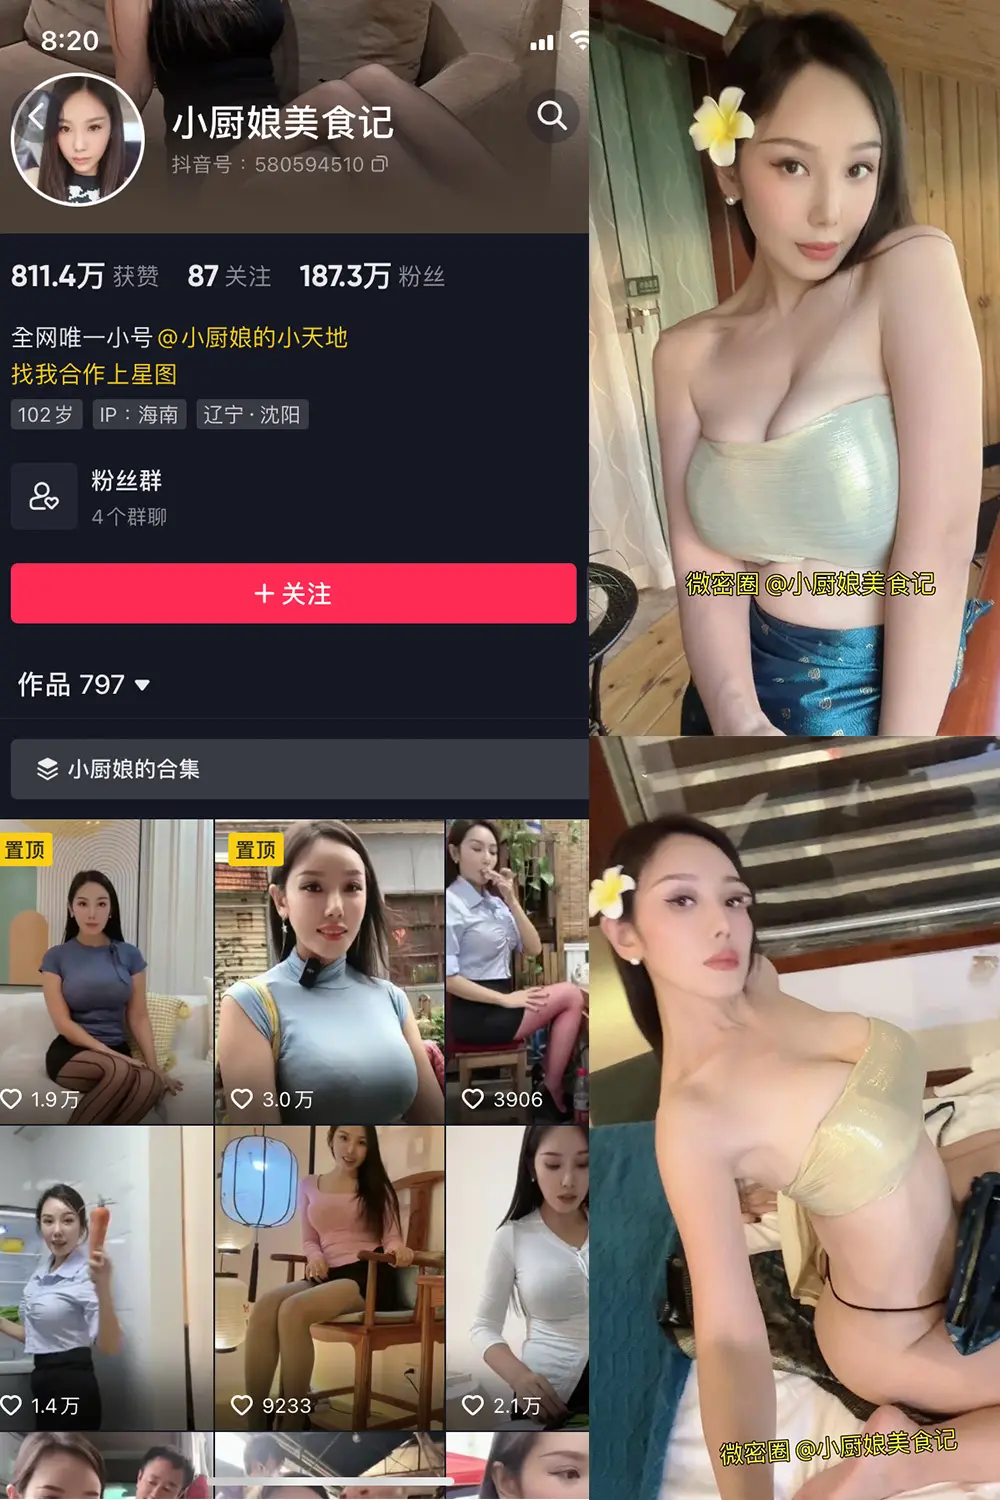 8:20
小厨娘美食记
抖音号：580594510
811.4万 获赞 87 关注 187.3万 粉丝
全网唯一小号@小厨娘的小天地
找我合作上星图
102岁 IP：海南 辽宁·沈阳
粉丝群
4个群聊
+ 关注
作品 797
小厨娘的合集
置顶 置顶
1.9万 3.0万 3906
1.4万 9233 2.1万
微密圈 @小厨娘美食记
微密圈 @小厨娘美食记